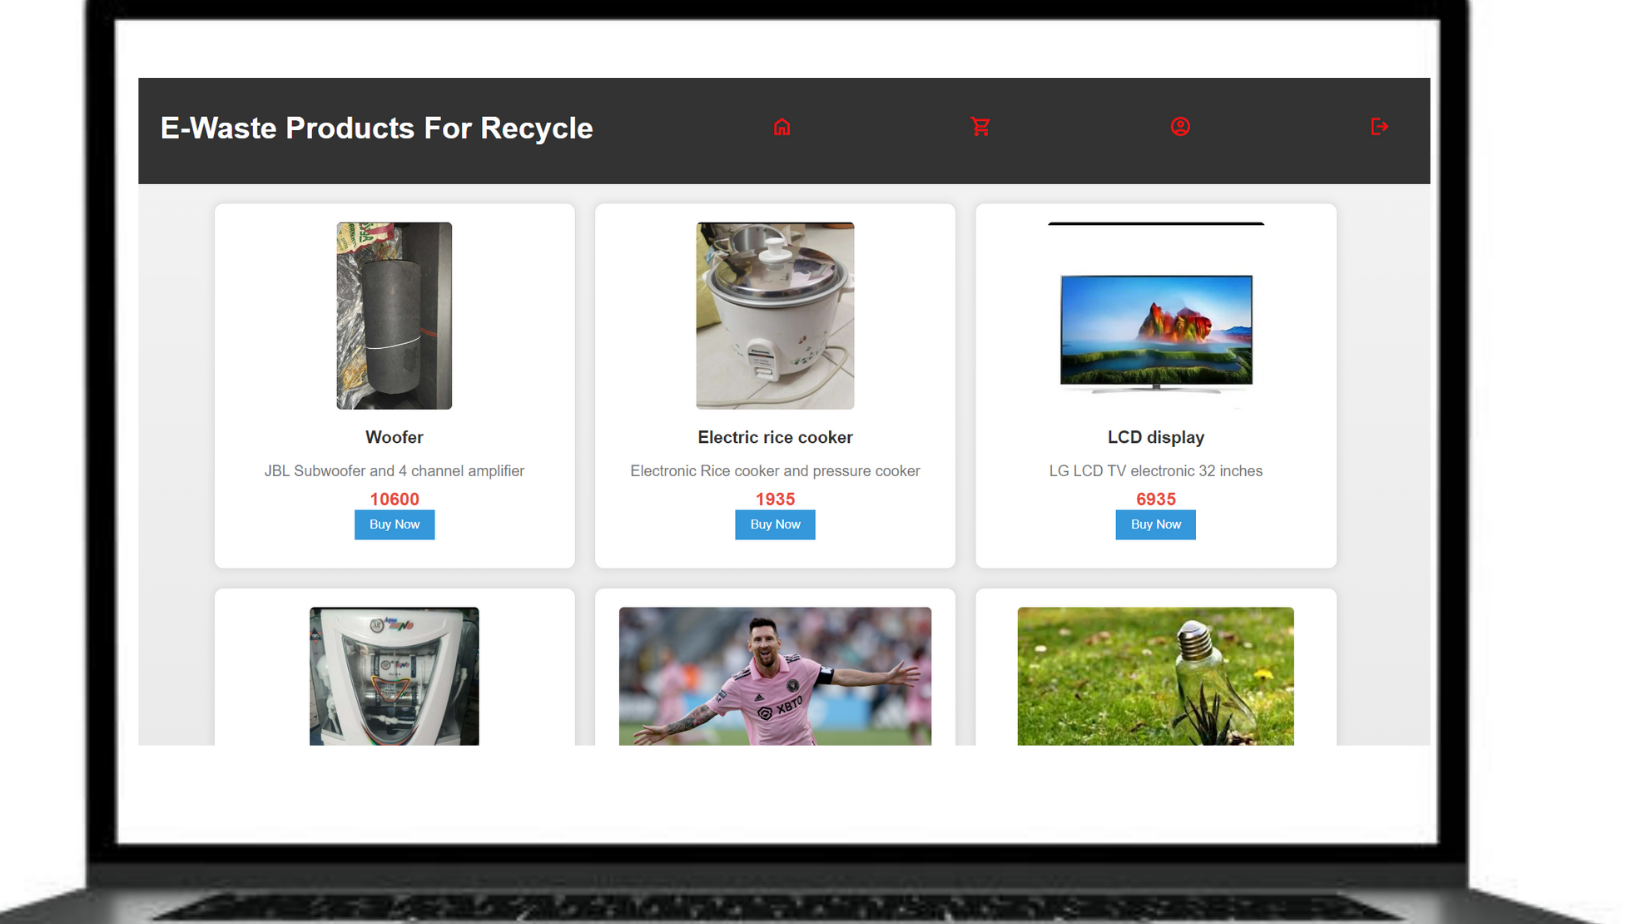 E-Waste Products For Recycle
Woofer
JBL Subwoofer and 4 channel amplifier
10600
Buy Now
Electric rice cooker
Electronic Rice cooker and pressure cooker
1935
Buy Now
LCD display
LG LCD TV electronic 32 inches
6935
Buy Now
XBTO